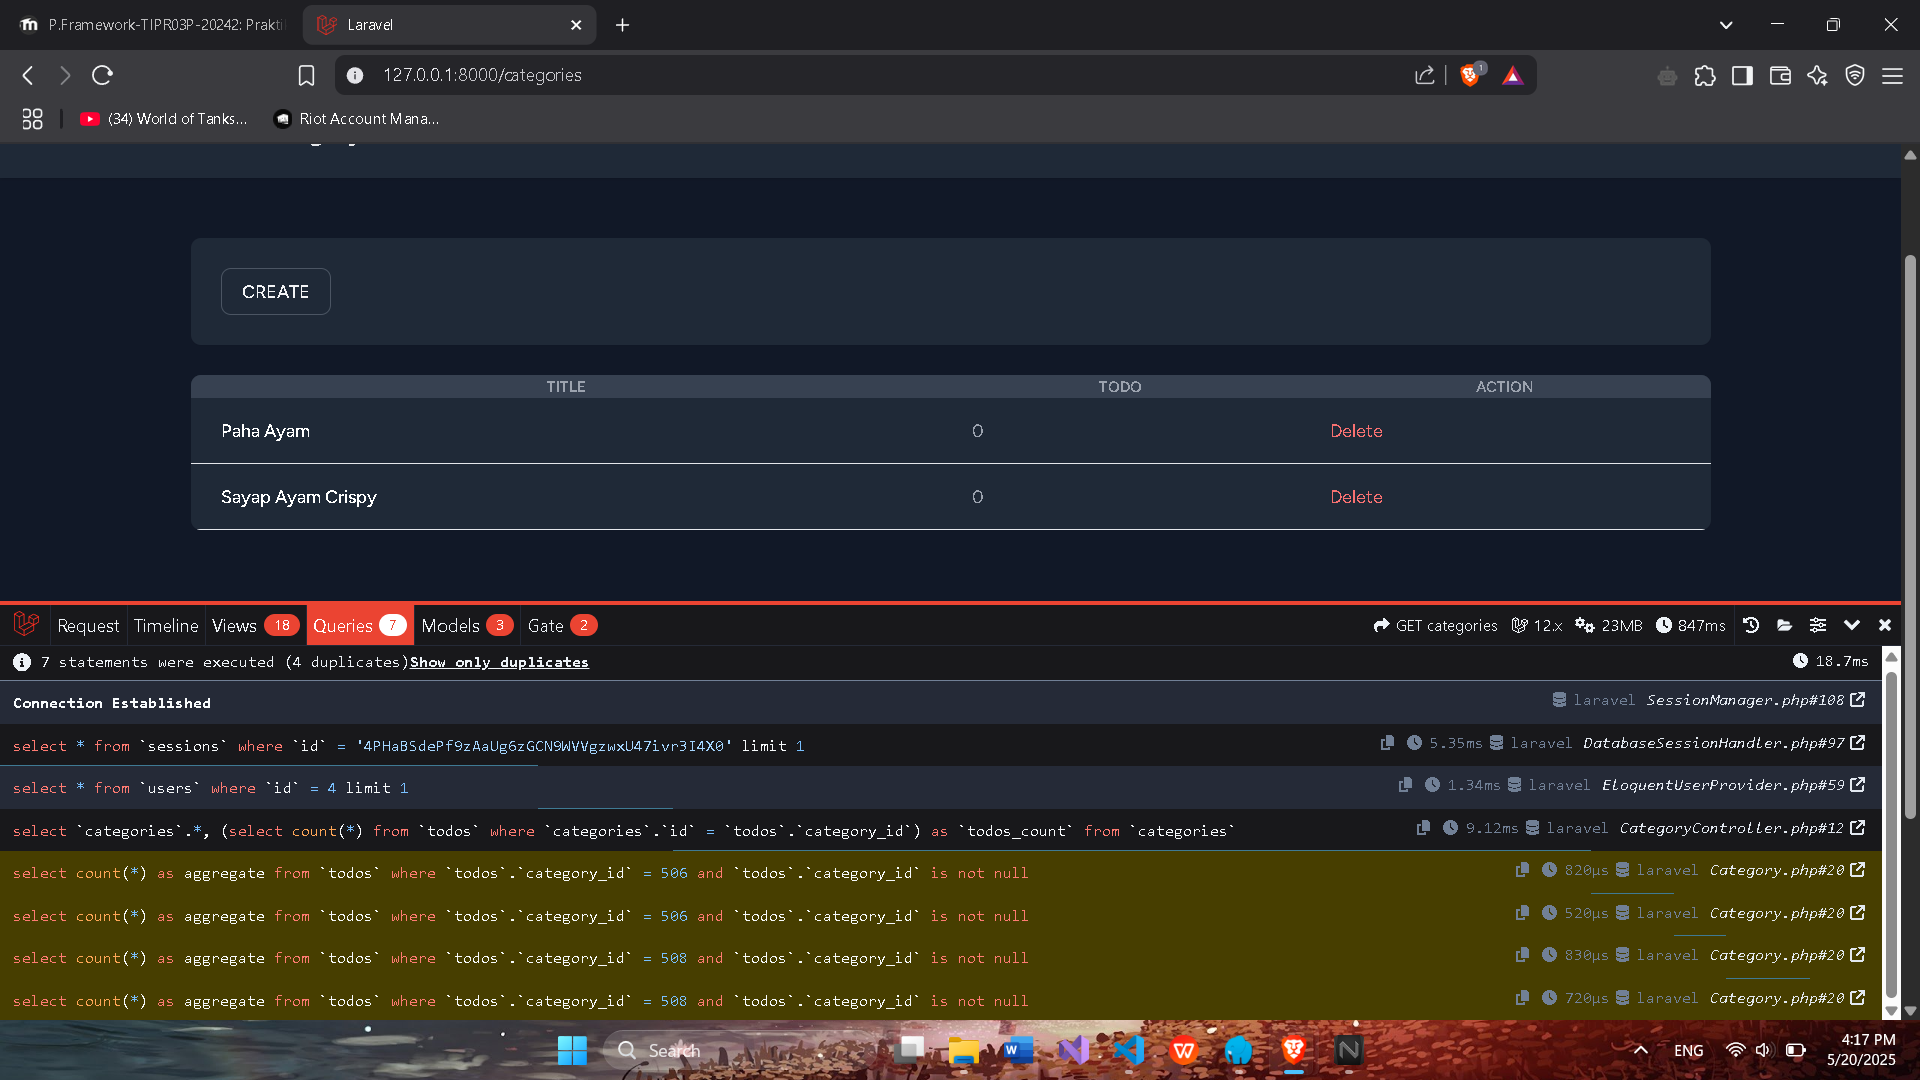 P.Framework-TIPR03P-20242: Prakti
Laravel
127.0.0.1:8000/categories
1
(34) World of Tanks...
Riot Account Mana...
CREATE
TITLE TODO ACTION
Paha Ayam 0 Delete
Sayap Ayam Crispy 0 Delete
Request Timeline Views 18 Queries 7 Models 3 Gate 2 GET categories 12.x 23MB 847ms
7 statements were executed (4 duplicates)Show only duplicates 18.7ms
Connection Established laravel SessionManager.php#108
select * from `sessions` where `id` = '4PHaBSdePf9zAaUg6zGCN9WVVgzwxU47ivr3I4X0' limit 1 5.35ms laravel DatabaseSessionHandler.php#97
select * from `users` where `id` = 4 limit 1 1.34ms laravel EloquentUserProvider.php#59
select `categories`.*, (select count(*) from `todos` where `categories`.`id` = `todos`.`category_id`) as `todos_count` from `categories` 9.12ms laravel CategoryController.php#12
select count(*) as aggregate from `todos` where `todos`.`category_id` = 506 and `todos`.`category_id` is not null 820μs laravel Category.php#20
select count(*) as aggregate from `todos` where `todos`.`category_id` = 506 and `todos`.`category_id` is not null 520μs laravel Category.php#20
select count(*) as aggregate from `todos` where `todos`.`category_id` = 508 and `todos`.`category_id` is not null 830μs laravel Category.php#20
select count(*) as aggregate from `todos` where `todos`.`category_id` = 508 and `todos`.`category_id` is not null 720μs laravel Category.php#20
Search
ENG
4:17 PM
5/20/2025